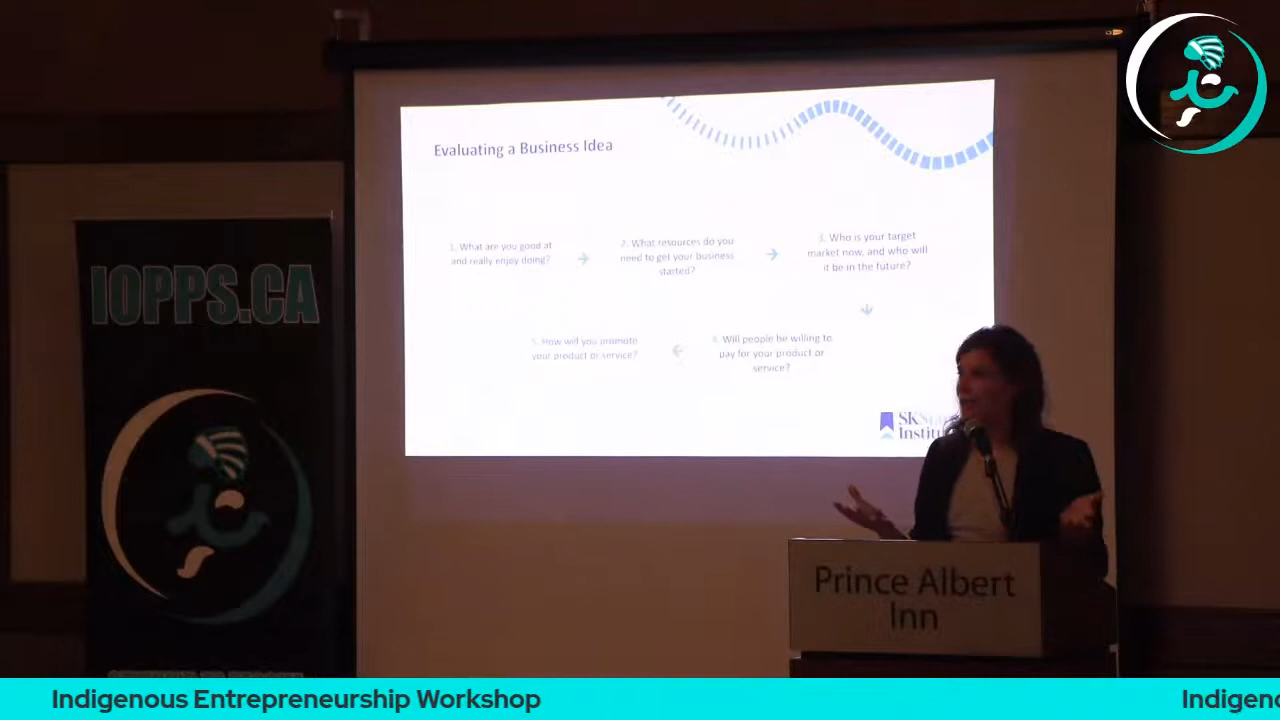 Evaluating a Business Idea
1. What are you good at
and really enjoy doing?
2. What resources do you
need to get your business
started?
3. Who is your target
market now, and who will
it be in the future?
5. How will you promote
your product or service?
4. Will people be willing to
pay for your product or
service?
SKSta
Institu
IOPPS.CA
Prince Albert
Inn
Indigenous Entrepreneurship Workshop
Indigeno